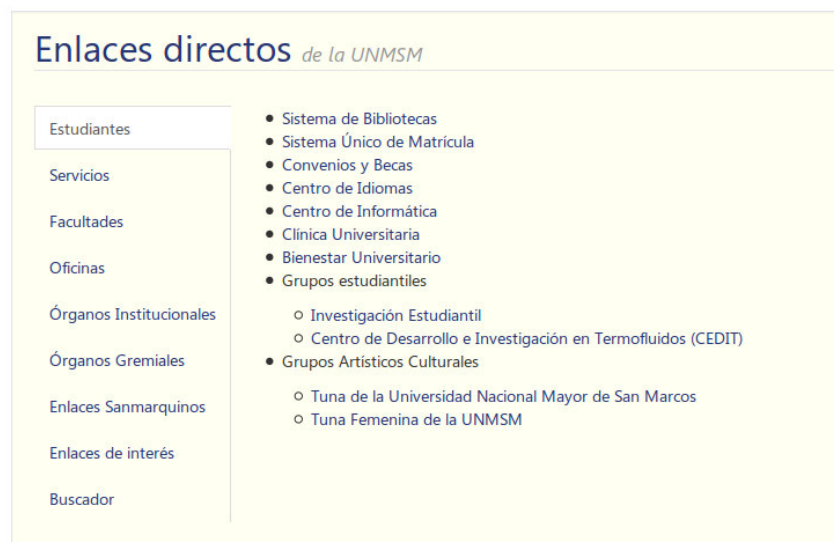 Enlaces directos de la UNMSM
Estudiantes
Servicios
Facultades
Oficinas
Órganos Institucionales
Órganos Gremiales
Enlaces Sanmarquinos
Enlaces de interés
Buscador
Sistema de Bibliotecas
Sistema Único de Matrícula
Convenios y Becas
Centro de Idiomas
Centro de Informática
Clínica Universitaria
Bienestar Universitario
Grupos estudiantiles
Investigación Estudiantil
Centro de Desarrollo e Investigación en Termofluidos (CEDIT)
Grupos Artísticos Culturales
Tuna de la Universidad Nacional Mayor de San Marcos
Tuna Femenina de la UNMSM